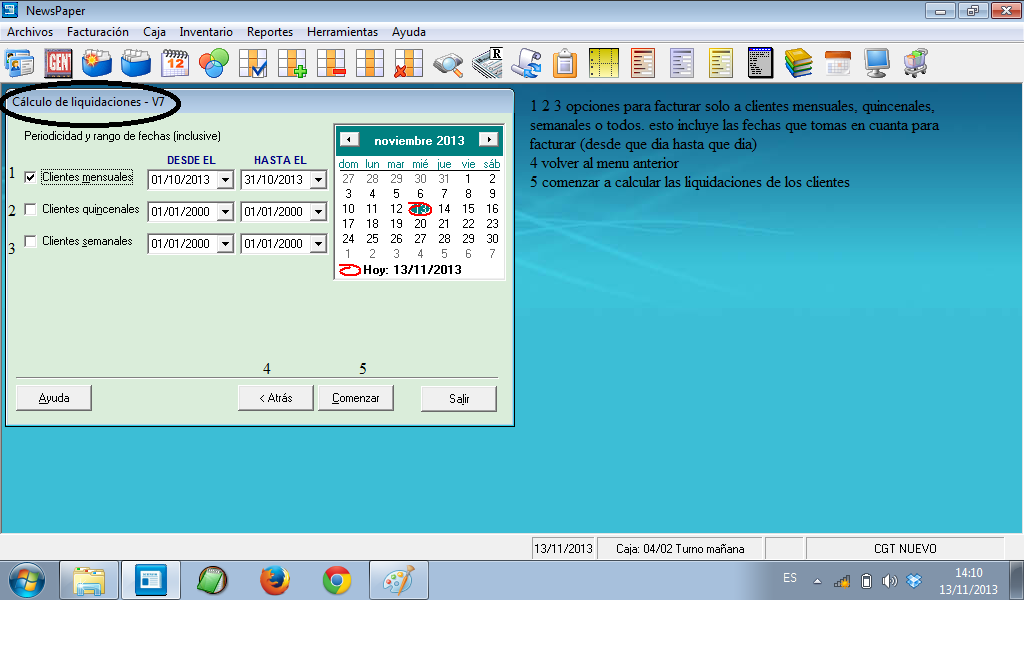 NewsPaper
Archivos Facturación Caja Inventario Reportes Herramientas Ayuda
GEN 12 R
Cálculo de liquidaciones - V7
Periodicidad y rango de fechas (inclusive)
DESDE EL HASTA EL
1 Clientes mensuales 01/10/2013 31/10/2013
2 Clientes quincenales 01/01/2000 01/01/2000
3 Clientes semanales 01/01/2000 01/01/2000
noviembre 2013
dom lun mar mié jue vie sáb
27 28 29 30 31 1 2
3 4 5 6 7 8 9
10 11 12 13 14 15 16
17 18 19 20 21 22 23
24 25 26 27 28 29 30
1 2 3 4 5 6 7
Hoy: 13/11/2013
4 5
Ayuda < Atrás Comenzar Salir
1 2 3 opciones para facturar solo a clientes mensuales, quincenales,
semanales o todos. esto incluye las fechas que tomas en cuanta para
facturar (desde que dia hasta que dia)
4 volver al menu anterior
5 comenzar a calcular las liquidaciones de los clientes
13/11/2013 Caja: 04/02 Turno mañana CGT NUEVO
ES 14:10
13/11/2013